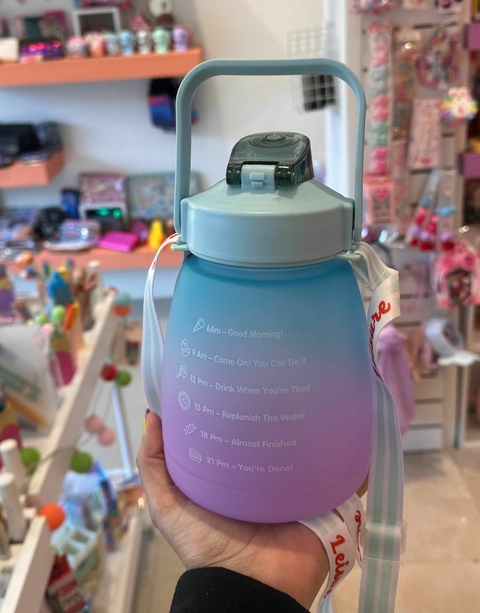 6Am – Good Morning!
9 Am – Came On! You Can Do It
12 Pm – Drink When You're Tired
15 Pm – Replenish The Water
18 Pm – Almost Finished
21 Pm – You're Done!